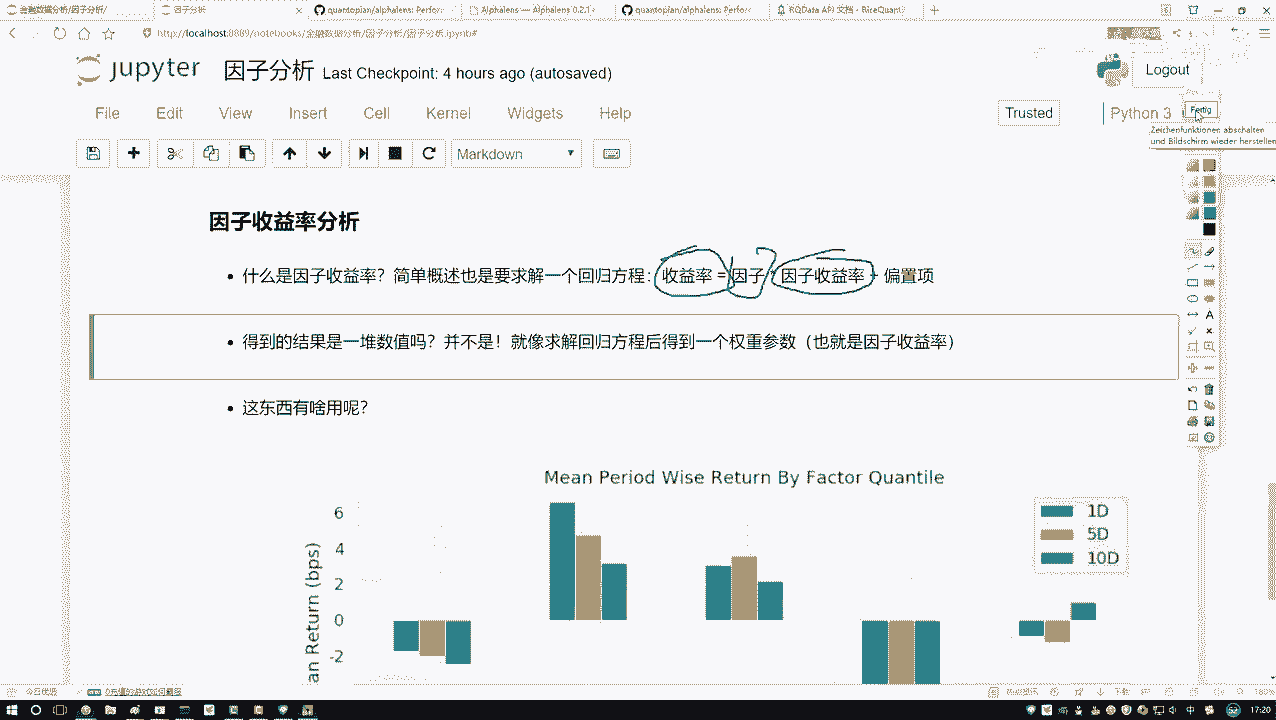 金融数据分析/因子分析/
因子分析
quantopian/alphalens: Perfor
Alphalens — Alphalens 0.2.1+
quantopian/alphalens: Perfor
RQData API 文档 - RiceQuant
http://localhost:8889/notebooks/金融数据分析/因子分析/因子分析.ipynb#
jupyter 因子分析 Last Checkpoint: 4 hours ago (autosaved)
Logout
File Edit View Insert Cell Kernel Widgets Help
Trusted
Python 3
Fertig
Zeichenfunktionen abschalten
und Bildschirm wieder herstellen
Markdown
因子收益率分析
什么是因子收益率？简单概述也是要求解一个回归方程：收益率 = 因子 * 因子收益率 + 偏置项
得到的结果是一堆数值吗？并不是！就像求解回归方程后得到一个权重参数（也就是因子收益率）
这东西有啥用呢？
Mean Period Wise Return By Factor Quantile
1D
5D
10D
6
4
2
0
-2
an Return (bps)
17:20